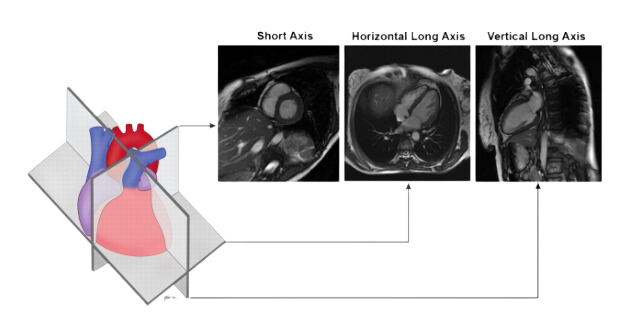 Short Axis
Horizontal Long Axis
Vertical Long Axis